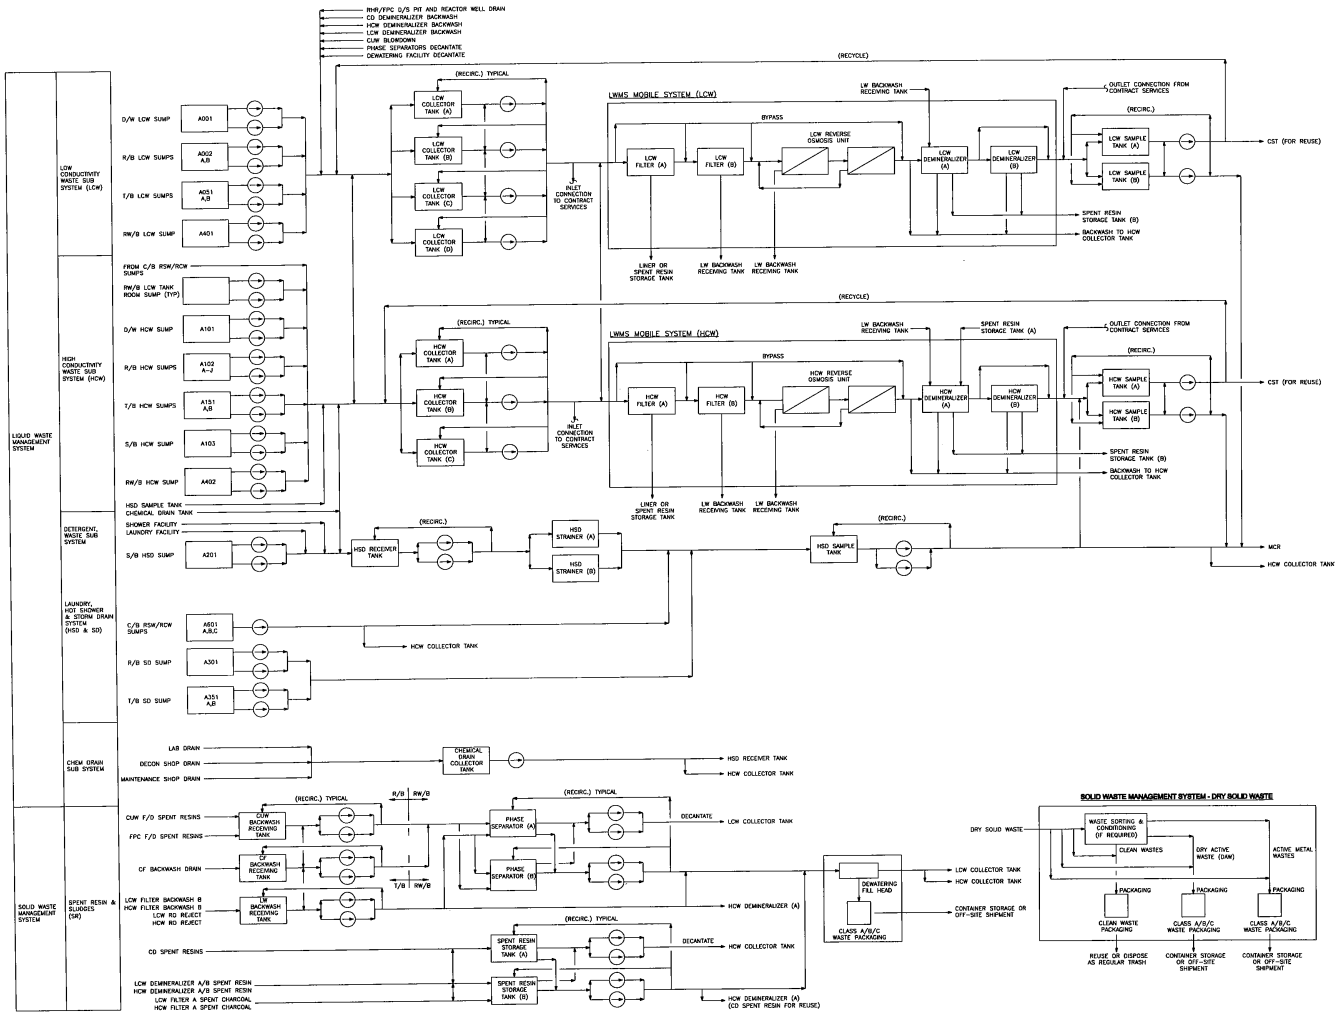 RHR/FPC D/S PIT AND REACTOR WELL DRAIN
CD DEMINERALIZER BACKWASH
HCW DEMINERALIZER BACKWASH
LCW DEMINERALIZER BACKWASH
CUW BLOWDOWN
PHASE SEPARATORS DECANTATE
DEWATERING FACILITY DECANTATE
(RECYCLE)
(RECIRC.) TYPICAL
LIQUID WASTE
MANAGEMENT
SYSTEM
LOW
CONDUCTIVITY
WASTE SUB
SYSTEM (LCW)
D/W LCW SUMP
A001
R/B LCW SUMPS
A002
A,B
T/B LCW SUMPS
A051
A,B
RW/B LCW SUMP
A401
LCW
COLLECTOR
TANK (A)
LCW
COLLECTOR
TANK (B)
LCW
COLLECTOR
TANK (C)
LCW
COLLECTOR
TANK (D)
INLET
CONNECTION
TO CONTRACT
SERVICES
LWMS MOBILE SYSTEM (LCW)
LW BACKWASH
RECEIVING TANK
OUTLET CONNECTION FROM
CONTRACT SERVICES
BYPASS
LCW
FILTER (A)
LCW
FILTER (B)
LCW REVERSE
OSMOSIS UNIT
LCW
DEMINERALIZER
(A)
LCW
DEMINERALIZER
(B)
(RECIRC.)
LCW SAMPLE
TANK (A)
LCW SAMPLE
TANK (B)
CST (FOR REUSE)
SPENT RESIN
STORAGE TANK (B)
BACKWASH TO HCW
COLLECTOR TANK
LINER OR
SPENT RESIN
STORAGE TANK
LW BACKWASH
RECEIVING TANK
LW BACKWASH
RECEIVING TANK
HIGH
CONDUCTIVITY
WASTE SUB
SYSTEM (HCW)
FROM C/B RSW/RCW
SUMPS
RW/B LCW TANK
ROOM SUMP (TYP)
D/W HCW SUMP
A101
R/B HCW SUMPS
A102
A-J
T/B HCW SUMPS
A151
A,B
S/B HCW SUMP
A103
RW/B HCW SUMP
A402
HSD SAMPLE TANK
CHEMICAL DRAIN TANK
(RECYCLE)
(RECIRC.) TYPICAL
HCW
COLLECTOR
TANK (A)
HCW
COLLECTOR
TANK (B)
HCW
COLLECTOR
TANK (C)
INLET
CONNECTION
TO CONTRACT
SERVICES
LWMS MOBILE SYSTEM (HCW)
LW BACKWASH
RECEIVING TANK
SPENT RESIN
STORAGE TANK (A)
OUTLET CONNECTION FROM
CONTRACT SERVICES
BYPASS
HCW
FILTER (A)
HCW
FILTER (B)
HCW REVERSE
OSMOSIS UNIT
HCW
DEMINERALIZER
(A)
HCW
DEMINERALIZER
(B)
(RECIRC.)
HCW SAMPLE
TANK (A)
HCW SAMPLE
TANK (B)
CST (FOR REUSE)
SPENT RESIN
STORAGE TANK (B)
BACKWASH TO HCW
COLLECTOR TANK
LINER OR
SPENT RESIN
STORAGE TANK
LW BACKWASH
RECEIVING TANK
LW BACKWASH
RECEIVING TANK
DETERGENT,
WASTE SUB
SYSTEM
LAUNDRY,
HOT SHOWER
& STORM DRAIN
SYSTEM
(HSD & SD)
SHOWER FACILITY
LAUNDRY FACILITY
S/B HSD SUMP
A201
(RECIRC.)
HSD RECEIVER
TANK
HSD
STRAINER (A)
HSD
STRAINER (B)
(RECIRC.)
HSD SAMPLE
TANK
MCR
HCW COLLECTOR TANK
C/B RSW/RCW
SUMPS
A601
A,B,C
HCW COLLECTOR TANK
R/B SD SUMP
A301
T/B SD SUMP
A351
A,B
CHEM DRAIN
SUB SYSTEM
LAB DRAIN
DECON SHOP DRAIN
MAINTENANCE SHOP DRAIN
CHEMICAL
DRAIN
COLLECTOR
TANK
HSD RECEIVER TANK
HCW COLLECTOR TANK
SOLID WASTE
MANAGEMENT
SYSTEM
SPENT RESIN &
SLUDGES
(SR)
(RECIRC.) TYPICAL
R/B RW/B
CUW F/D SPENT RESINS
FPC F/D SPENT RESINS
CUW
BACKWASH
RECEIVING
TANK
CF BACKWASH DRAIN
CF
BACKWASH
RECEIVING
TANK
T/B RW/B
LCW FILTER BACKWASH B
HCW FILTER BACKWASH B
LCW RO REJECT
HCW RO REJECT
LW
BACKWASH
RECEIVING
TANK
(RECIRC.) TYPICAL
PHASE
SEPARATOR (A)
PHASE
SEPARATOR (B)
DECANTATE
LCW COLLECTOR TANK
HCW DEMINERALIZER (A)
(RECIRC.) TYPICAL
CD SPENT RESINS
SPENT RESIN
STORAGE
TANK (A)
DECANTATE
HCW COLLECTOR TANK
LCW DEMINERALIZER A/B SPENT RESIN
HCW DEMINERALIZER A/B SPENT RESIN
LCW FILTER A SPENT CHARCOAL
HCW FILTER A SPENT CHARCOAL
SPENT RESIN
STORAGE
TANK (B)
HCW DEMINERALIZER (A)
(CD SPENT RESIN FOR REUSE)
DEWATERING
FILL HEAD
CLASS A/B/C
WASTE PACKAGING
LCW COLLECTOR TANK
HCW COLLECTOR TANK
CONTAINER STORAGE OR
OFF-SITE SHIPMENT
SOLID WASTE MANAGEMENT SYSTEM - DRY SOLID WASTE
DRY SOLID WASTE
WASTE SORTING &
CONDITIONING
(IF REQUIRED)
CLEAN WASTES
DRY ACTIVE
WASTE (DAW)
ACTIVE METAL
WASTES
PACKAGING
PACKAGING
PACKAGING
CLEAN WASTE
PACKAGING
CLASS A/B/C
WASTE PACKAGING
CLASS A/B/C
WASTE PACKAGING
REUSE OR DISPOSE
AS REGULAR TRASH
CONTAINER STORAGE
OR OFF-SITE
SHIPMENT
CONTAINER STORAGE
OR OFF-SITE
SHIPMENT